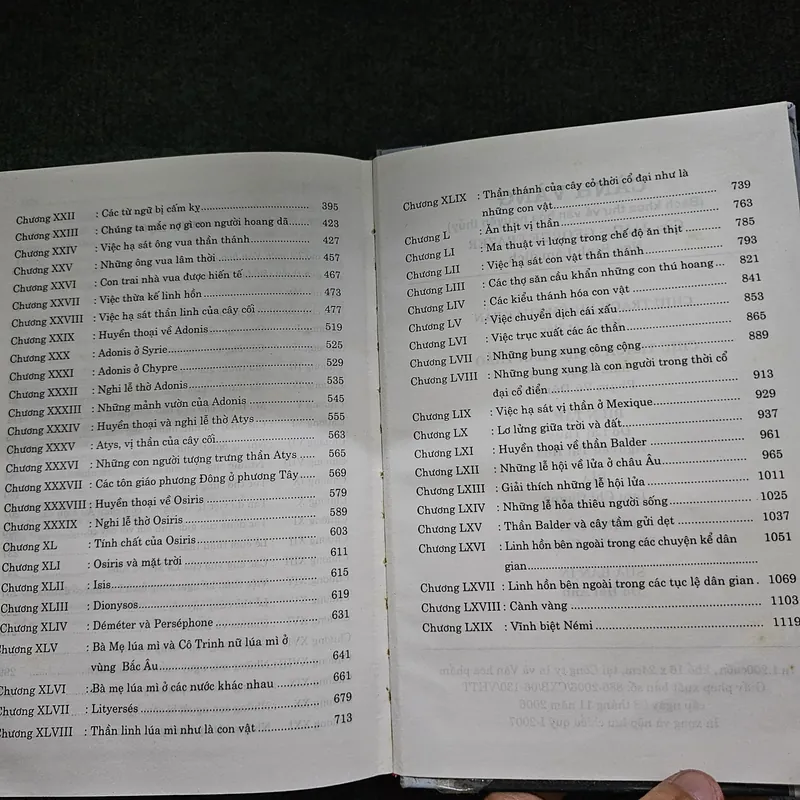 Chương XXII : Các từ ngữ bị cấm kỵ 395
Chương XXIII : Chúng ta mắc nợ gì con người hoang dã 423
Chương XXIV : Việc hạ sát ông vua thần thánh 427
Chương XXV : Những ông vua lâm thời 457
Chương XXVI : Con trai nhà vua được hiến tế 467
Chương XXVII : Việc thừa kế linh hồn 473
Chương XXVIII : Việc hạ sát thần linh của cây cối 477
Chương XXIX : Huyền thoại về Adonis 519
Chương XXX : Adonis ở Syrie 525
Chương XXXI : Adonis ở Chypre 529
Chương XXXII : Nghi lễ thờ Adonis 535
Chương XXXIII : Những mảnh vườn của Adonis 545
Chương XXXIV : Huyền thoại và nghi lễ thờ Atys 555
Chương XXXV : Atys, vị thần của cây cối 563
Chương XXXVI : Những con người tượng trưng thần Atys 565
Chương XXXVII : Các tôn giáo phương Đông ở phương Tây 569
Chương XXXVIII : Huyền thoại về Osiris 579
Chương XXXIX : Nghi lễ thờ Osiris 589
Chương XL : Tính chất của Osiris 603
Chương XLI : Osiris và mặt trời 611
Chương XLII : Isis 615
Chương XLIII : Dionysos 619
Chương XLIV : Déméter và Perséphone 631
Chương XLV : Bà Mẹ lúa mì và Cô Trinh nữ lúa mì ở
vùng Bắc Âu 641
Chương XLVI : Bà mẹ lúa mì ở các nước khác nhau 661
Chương XLVII : Lityersés 679
Chương XLVIII : Thần linh lúa mì như là con vật 713
Chương XLIX : Thần thánh của cây cỏ thời cổ đại như là
những con vật 739
Chương L : Ăn thịt vị thần 763
Chương LI : Ma thuật vi lượng trong chế độ ăn thịt 785
Chương LII : Việc hạ sát con vật thần thánh 793
Chương LIII : Các thợ săn cầu khẩn những con thú hoang 821
Chương LIV : Các kiểu thánh hóa con vật 841
Chương LV : Việc chuyển dịch cái xấu 853
Chương LVI : Việc trục xuất các ác thần 865
Chương LVII : Những bung xung công cộng 889
Chương LVIII : Những bung xung là con người trong thời cổ
đại cổ điển 913
Chương LIX : Việc hạ sát vị thần ở Mexique 929
Chương LX : Lơ lửng giữa trời và đất 937
Chương LXI : Huyền thoại về thần Balder 961
Chương LXII : Những lễ hội về lửa ở châu Âu 965
Chương LXIII : Giải thích những lễ hội lửa 1011
Chương LXIV : Những lễ hỏa thiêu người sống 1025
Chương LXV : Thần Balder và cây tầm gửi dẹt 1037
Chương LXVI : Linh hồn bên ngoài trong các chuyện kể dân
gian 1051
Chương LXVII : Linh hồn bên ngoài trong các tục lệ dân gian 1069
Chương LXVIII : Cành vàng 1103
Chương LXIX : Vĩnh biệt Némi 1119